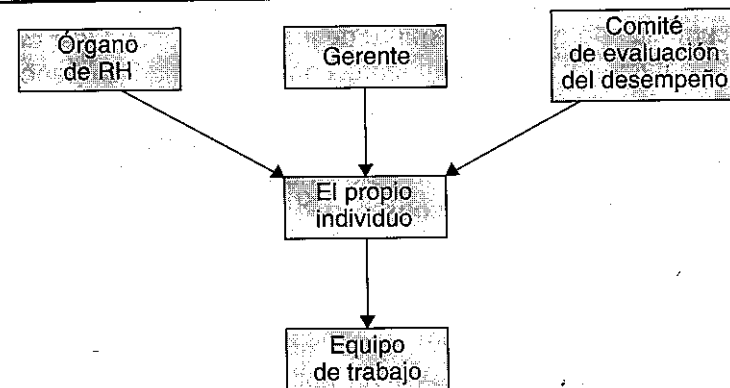 Órgano
de RH
Gerente
Comité
de evaluación
del desempeño
El propio
individuo
Equipo
de trabajo